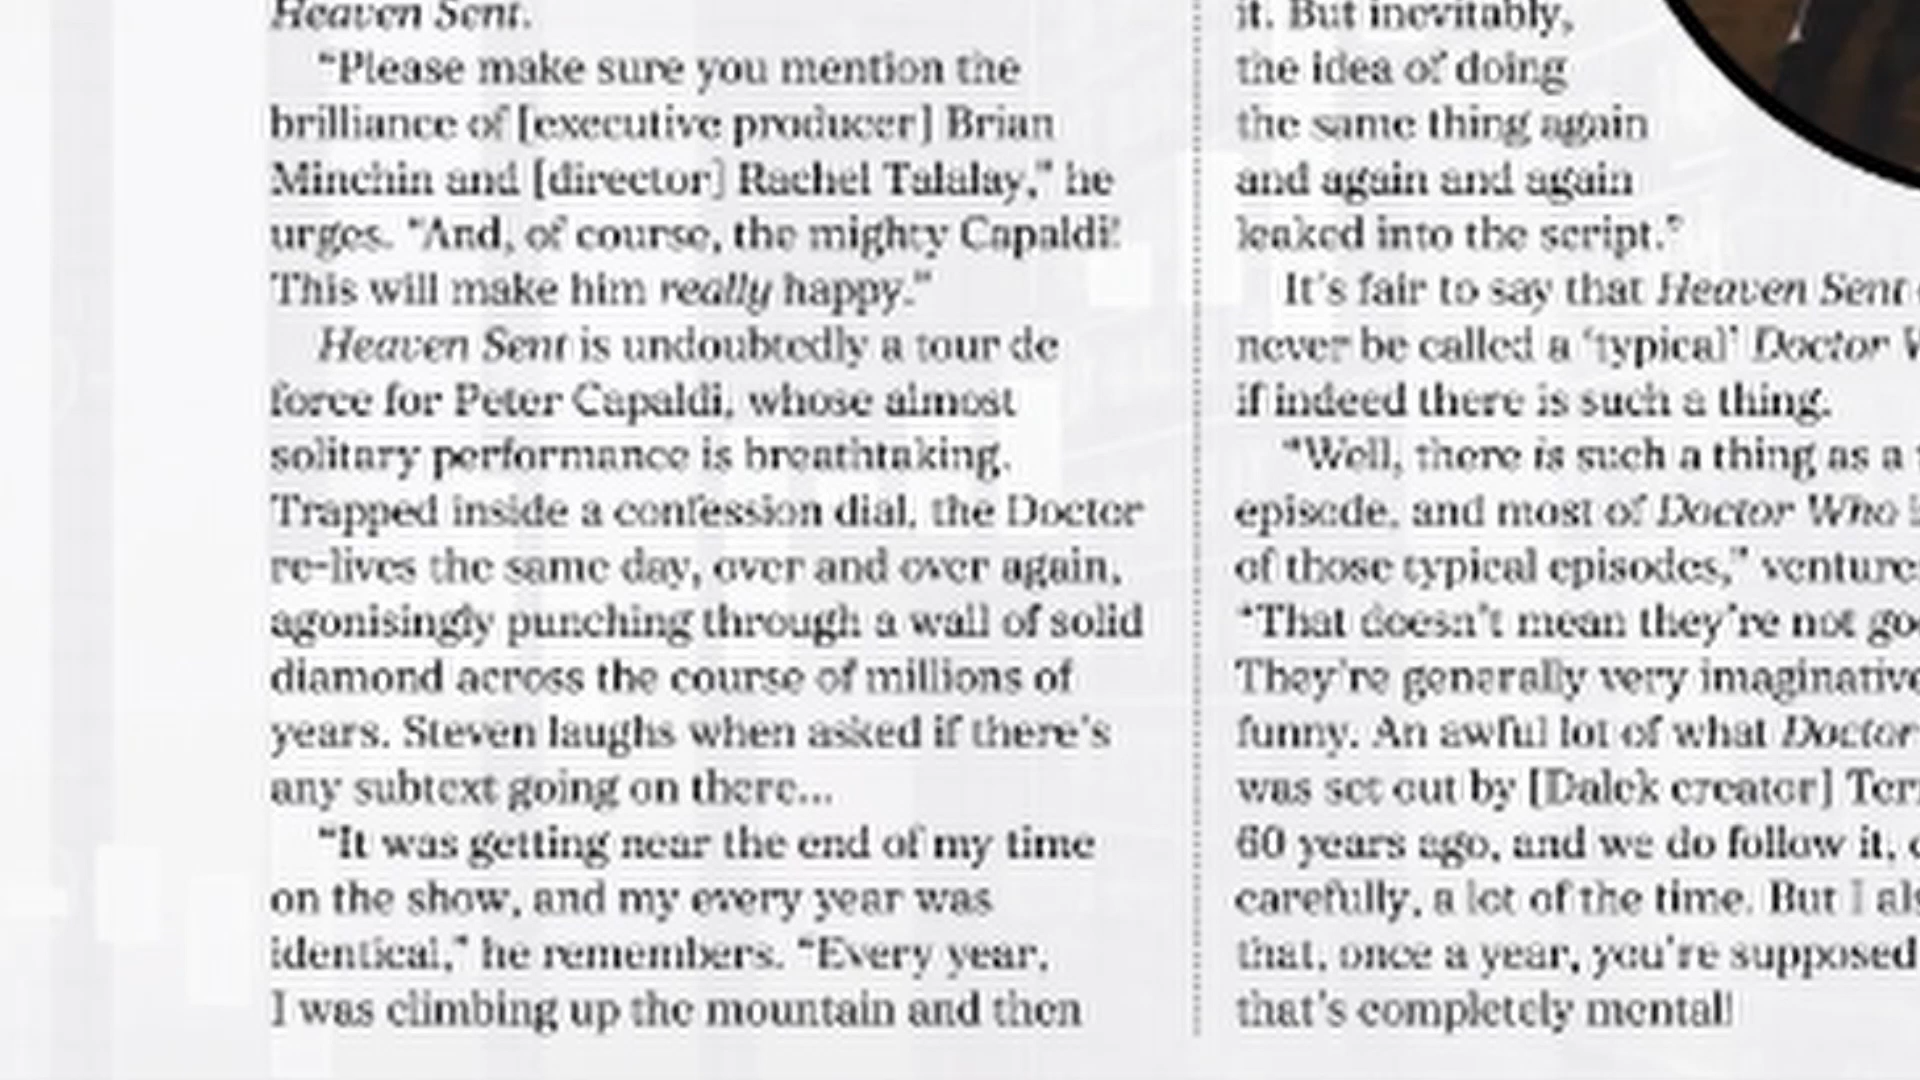 Heaven Sent.
“Please make sure you mention the
brilliance of [executive producer] Brian
Minchin and [director] Rachel Talalay,” he
urges. “And, of course, the mighty Capaldi!
This will make him really happy.”
Heaven Sent is undoubtedly a tour de
force for Peter Capaldi, whose almost
solitary performance is breathtaking.
Trapped inside a confession dial, the Doctor
re-lives the same day, over and over again,
agonisingly punching through a wall of solid
diamond across the course of millions of
years. Steven laughs when asked if there’s
any subtext going on there...
“It was getting near the end of my time
on the show, and my every year was
identical,” he remembers. “Every year,
I was climbing up the mountain and then
it. But inevitably,
the idea of doing
the same thing again
and again and again
leaked into the script.”
It’s fair to say that Heaven Sent
never be called a ‘typical’ Doctor
if indeed there is such a thing.
“Well, there is such a thing as a
episode, and most of Doctor Who
of those typical episodes,” venture
“That doesn’t mean they’re not
They’re generally very imaginative
funny. An awful lot of what Doctor
was set out by [Dalek creator]
60 years ago, and we do follow it,
carefully, a lot of the time. But I
that, once a year, you’re supposed
that’s completely mental!